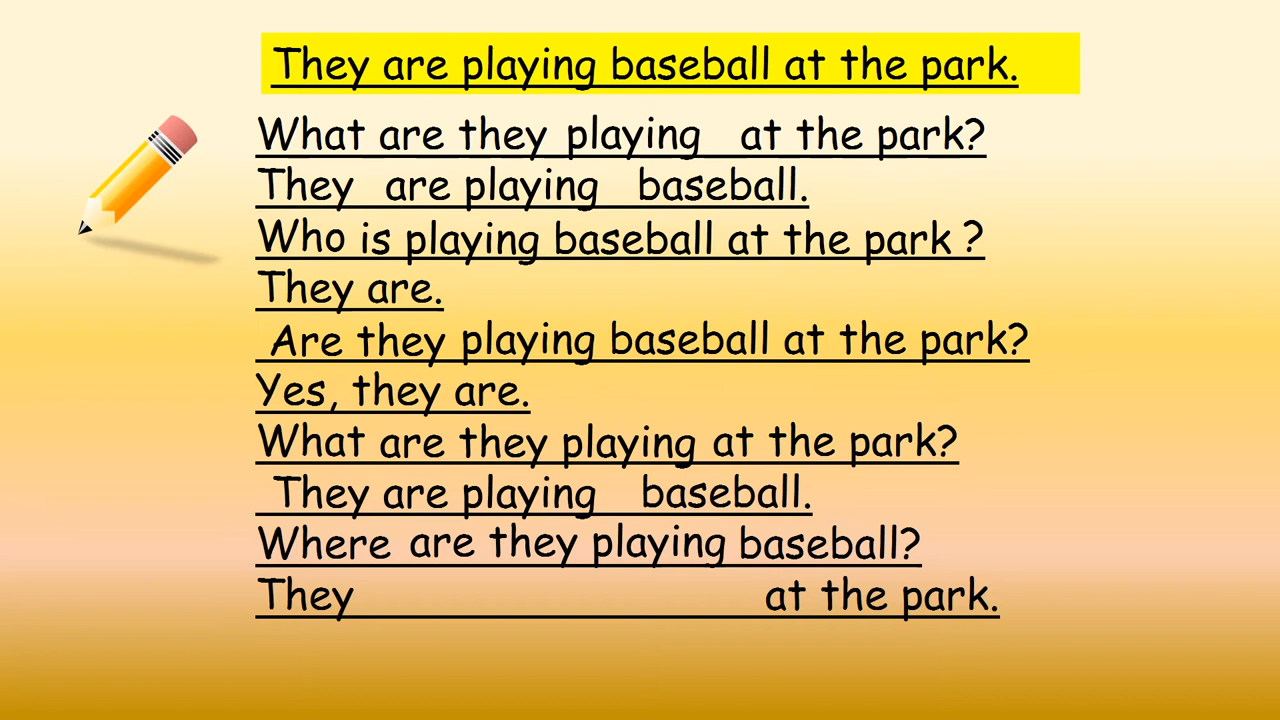 They are playing baseball at the park.
What are they playing at the park?
They are playing baseball.
Who is playing baseball at the park ?
They are.
Are they playing baseball at the park?
Yes, they are.
What are they playing at the park?
They are playing baseball.
Where are they playing baseball?
They at the park.